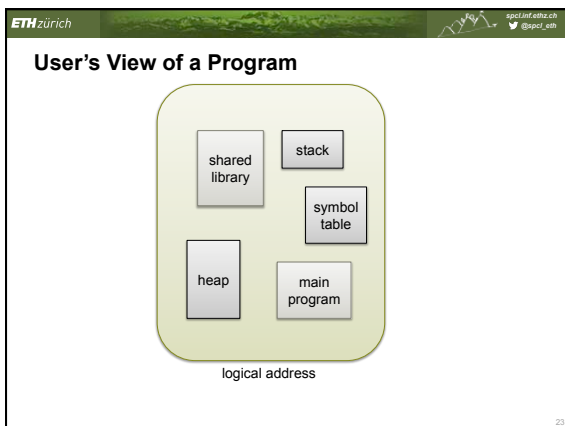 ETH zürich
spcl.inf.ethz.ch
@spcl_eth
User's View of a Program
shared
library
stack
symbol
table
heap
main
program
logical address
23